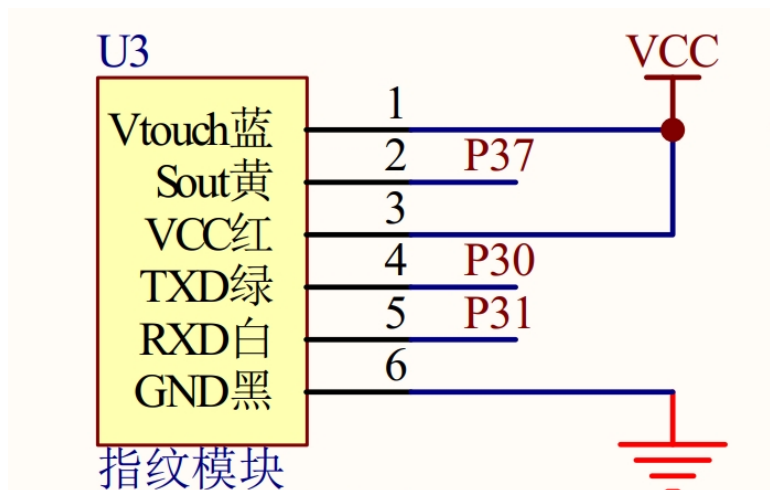 U3
VCC
Vtouch蓝 1
Sout黄 2 P37
VCC红 3
TXD绿 4 P30
RXD白 5 P31
GND黑 6
指纹模块